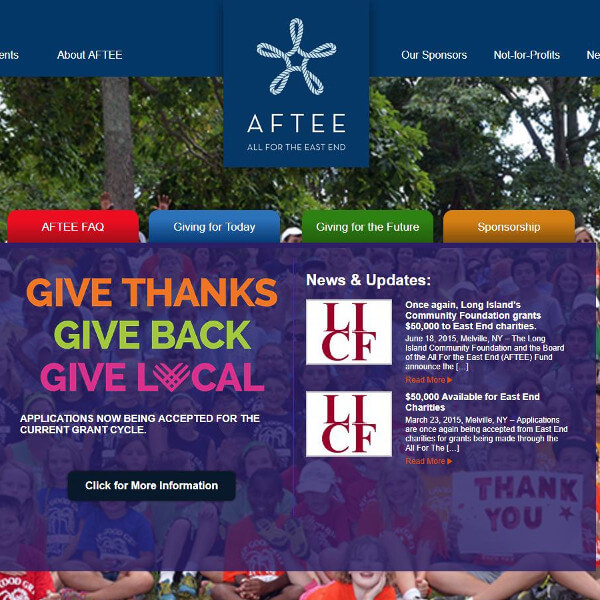 ents
About AFTEE
Our Sponsors
Not-for-Profits
Ne
AFTEE
ALL FOR THE EAST END
AFTEE FAQ
Giving for Today
Giving for the Future
Sponsorship
GIVE THANKS
GIVE BACK
GIVE LOCAL
APPLICATIONS NOW BEING ACCEPTED FOR THE
CURRENT GRANT CYCLE.
Click for More Information
News & Updates:
LI
CF
Once again, Long Island's
Community Foundation grants
$50,000 to East End charities.
June 18, 2015, Melville, NY – The Long
Island Community Foundation and the Board
of the All For the East End (AFTEE) Fund
announce the [...]
Read More
LI
CF
$50,000 Available for East End
Charities
March 23, 2015, Melville, NY – Applications
are once again being accepted from East End
charities for grants being made through the
All For The [...]
Read More
THANK
YOU